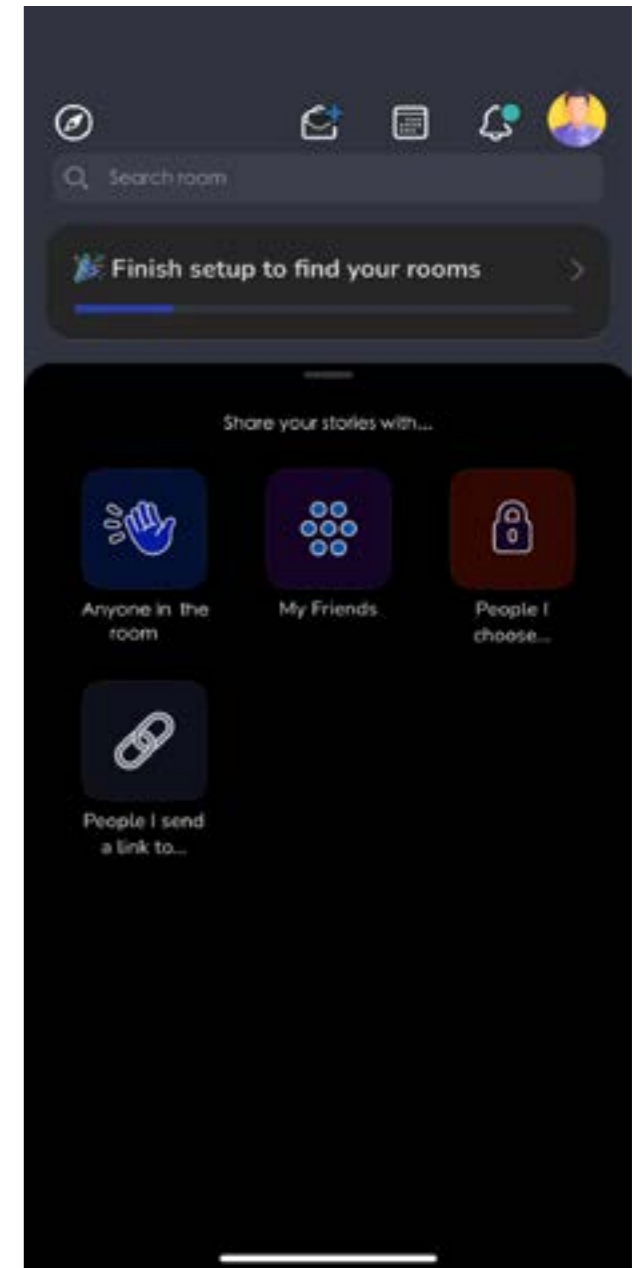 Search room
Finish setup to find your rooms
Share your stories with...
Anyone in the
room
My Friends
People I
choose...
People I send
a link to...